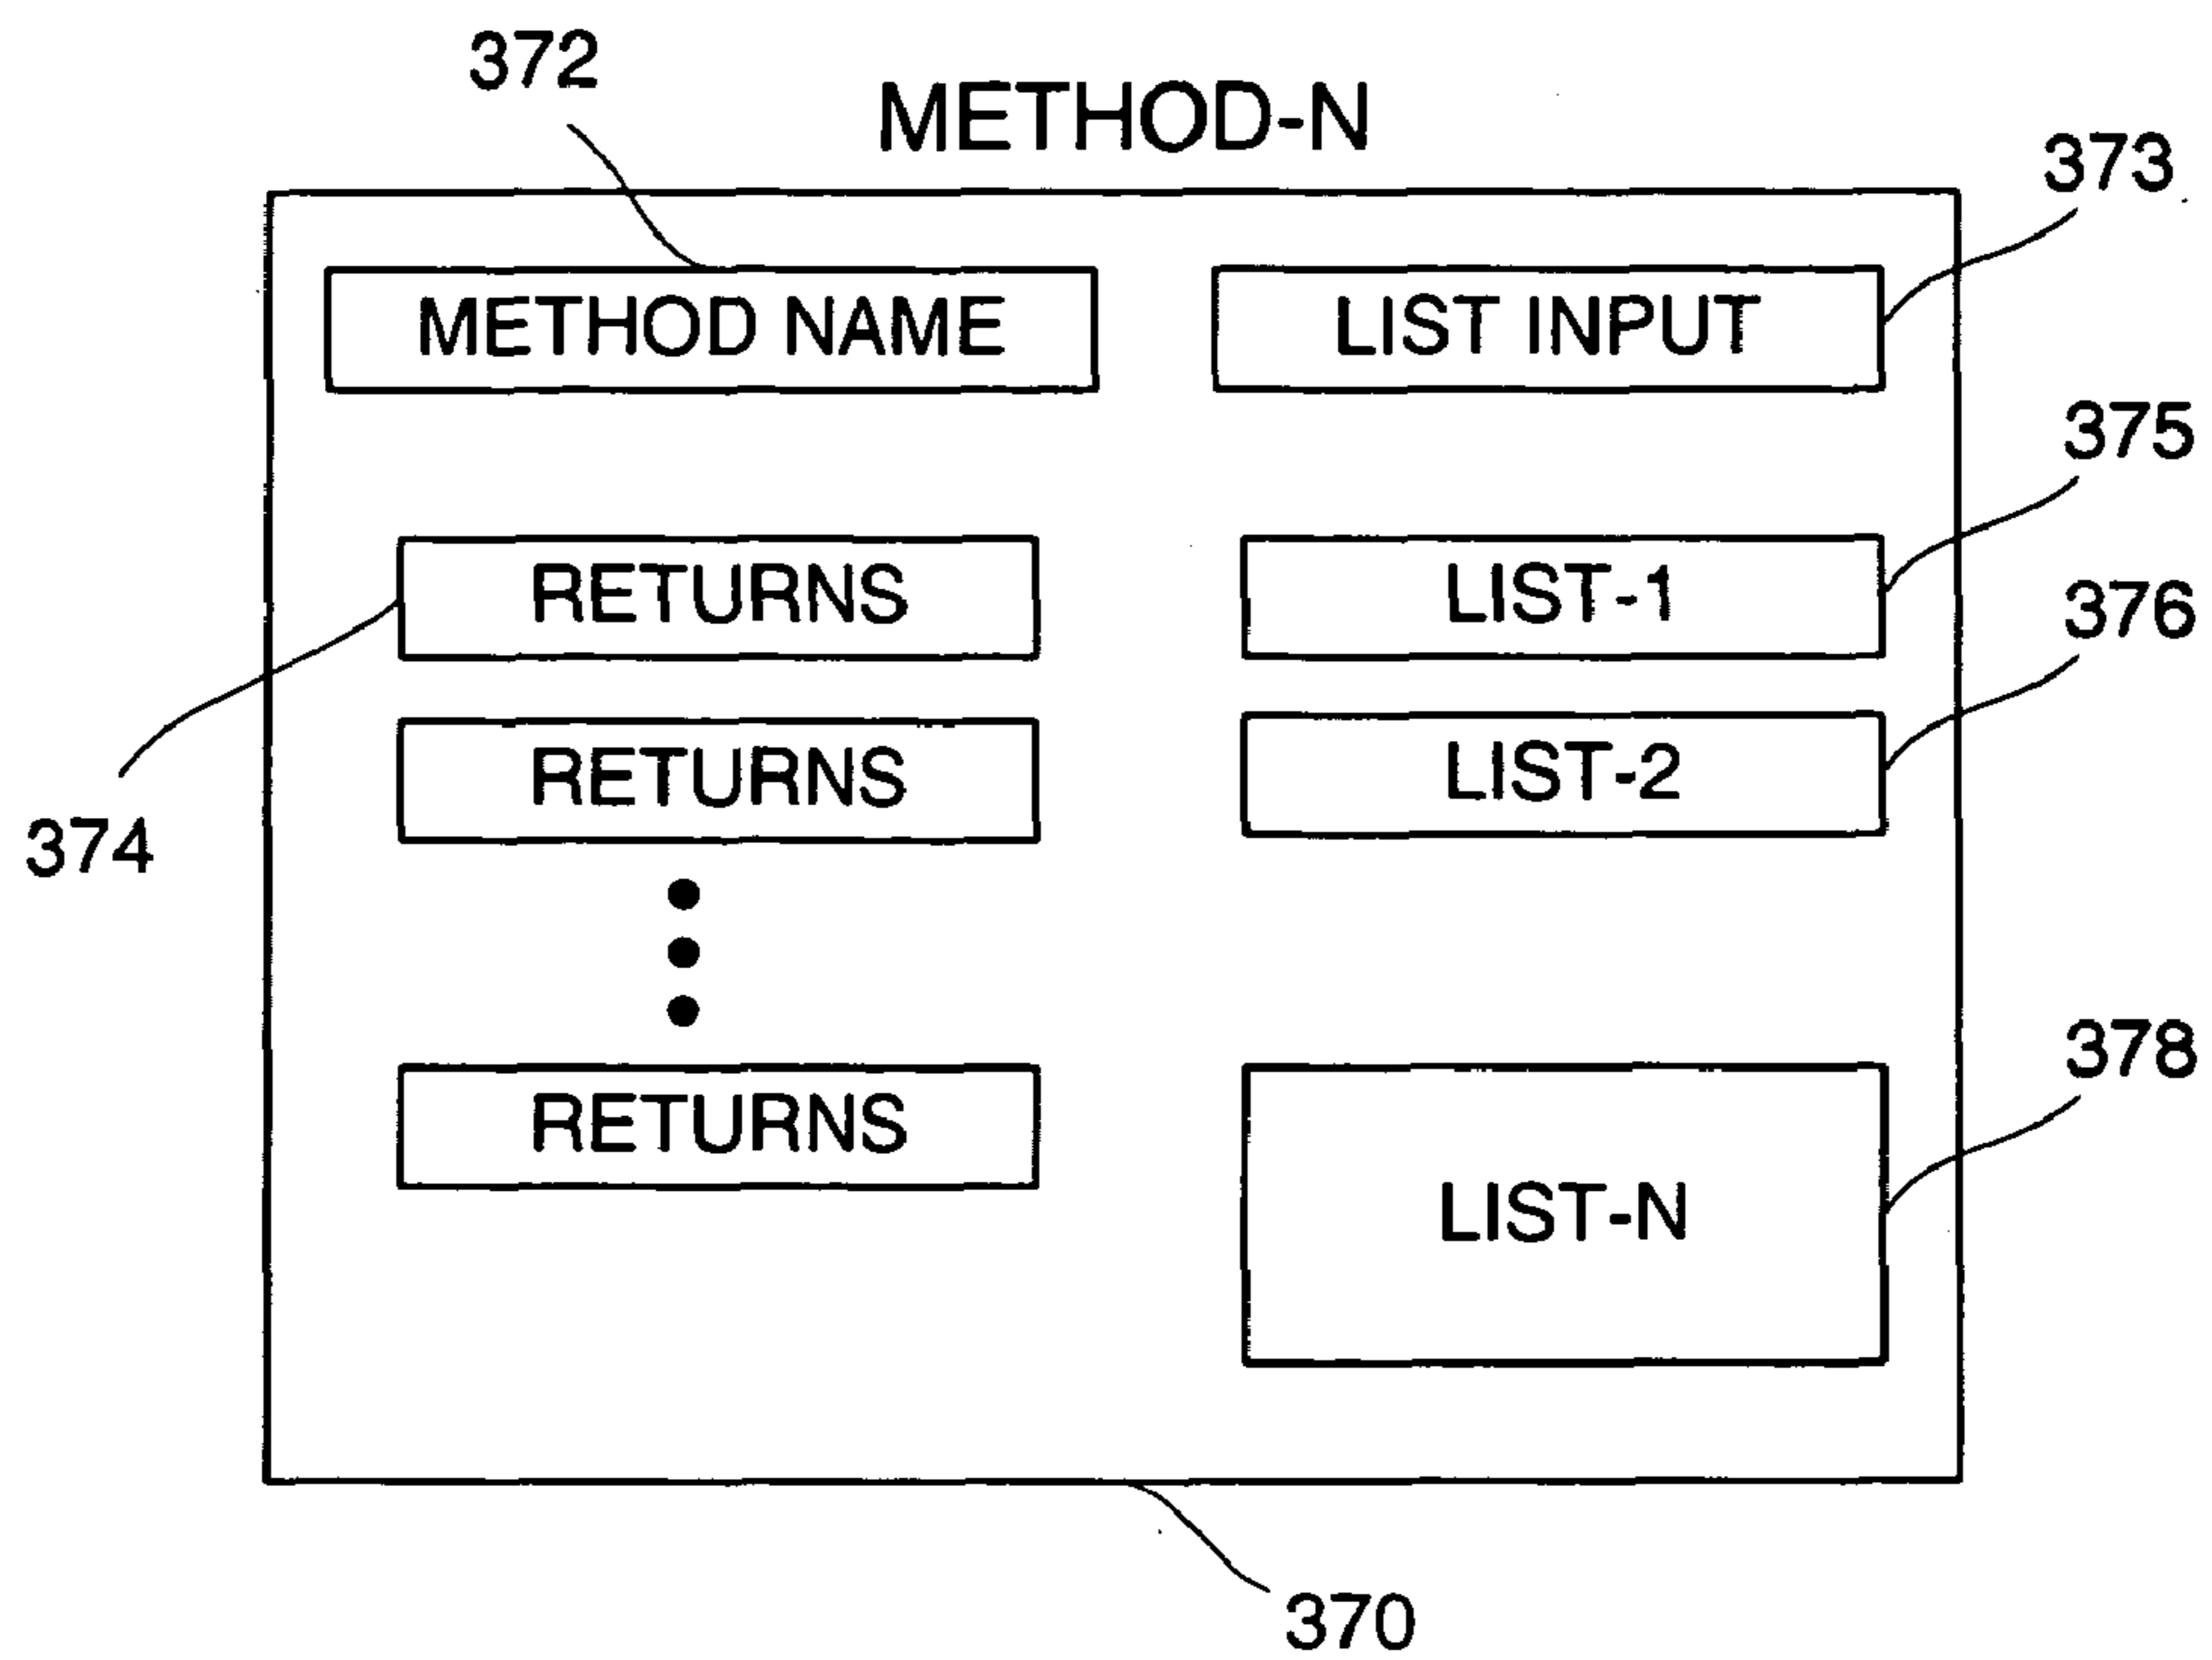 372
METHOD-N
373
METHOD NAME
LIST INPUT
375
RETURNS
LIST-1
376
RETURNS
LIST-2
374
378
RETURNS
LIST-N
370